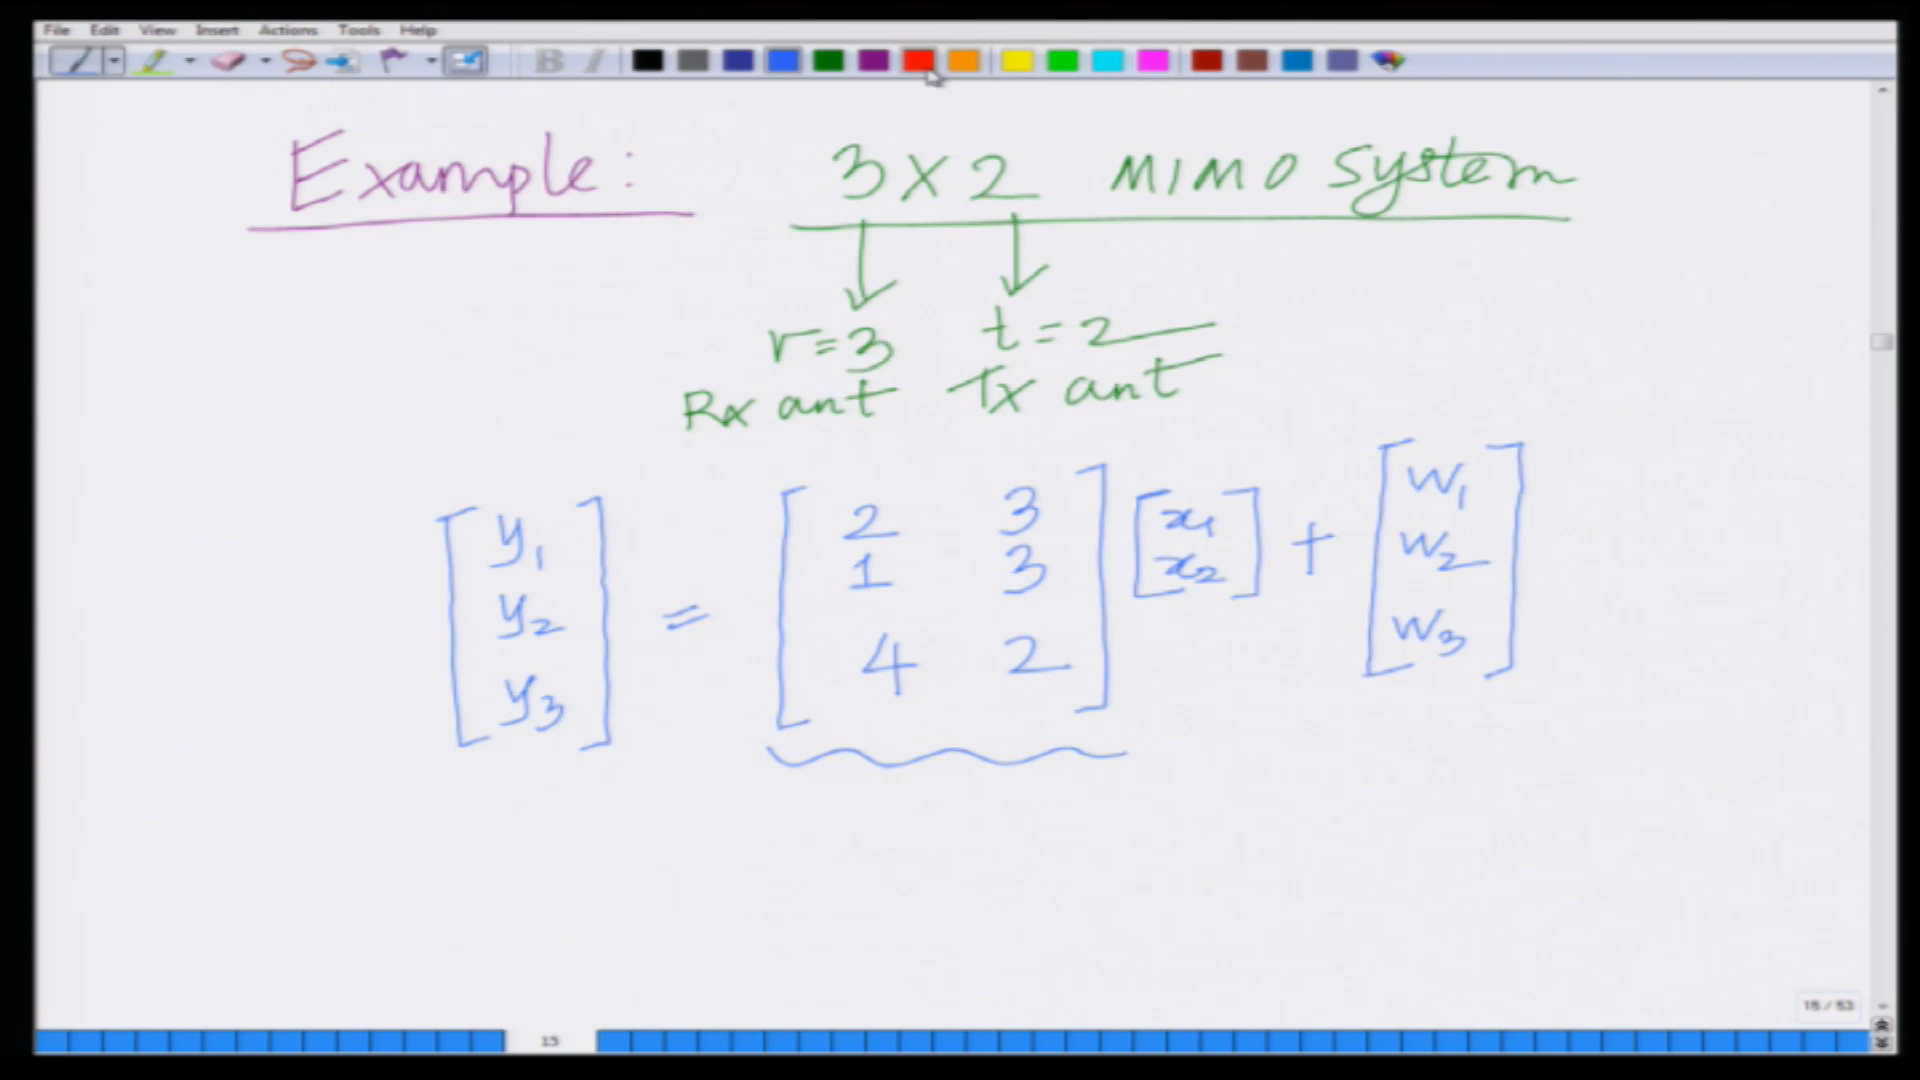 File Edit View Insert Actions Tools Help
B I
Example: 3 X 2 MIMO System
r = 3 t = 2
Rx ant Tx ant
[y1 y2 y3] = [2 3 1 3 4 2] [x1 x2] + [w1 w2 w3]
15 / 53
15